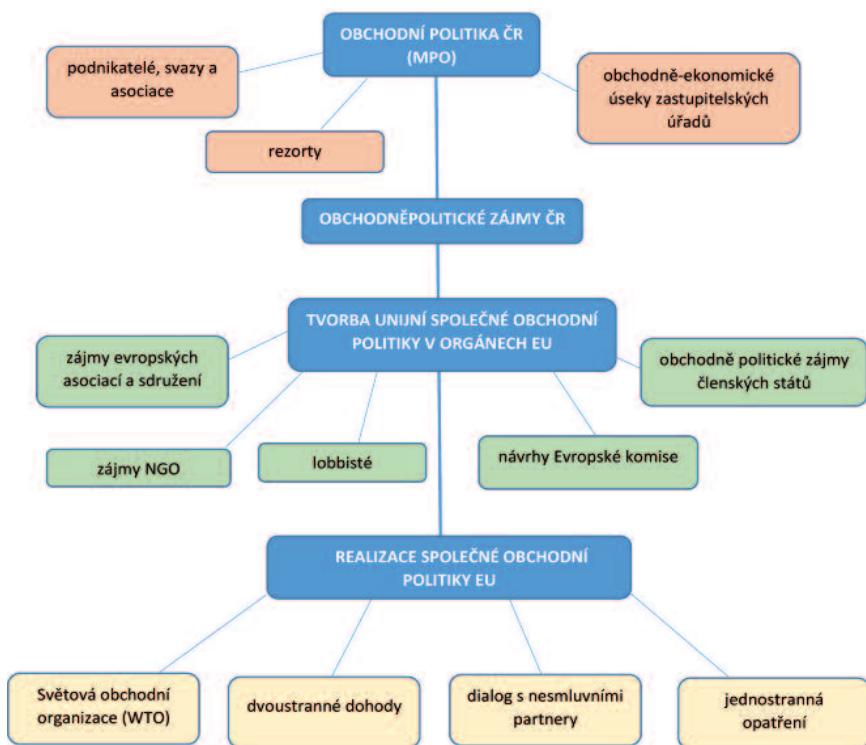 OBCHODNÍ POLITIKA ČR
(MPO)
podnikatelé, svazy a
asociace
obchodně-ekonomické
úseky zastupitelských
úřadů
rezorty
OBCHODNĚPOLITICKÉ ZÁJMY ČR
TVORBA UNIJNÍ SPOLEČNÉ OBCHODNÍ
POLITIKY V ORGÁNECH EU
zájmy evropských
asociací a sdružení
obchodně politické zájmy
členských států
zájmy NGO
lobbisté
návrhy Evropské komise
REALIZACE SPOLEČNÉ OBCHODNÍ
POLITIKY EU
Světová obchodní
organizace (WTO)
dvoustranné dohody
dialog s nesmluvními
partnery
jednostranná
opatření